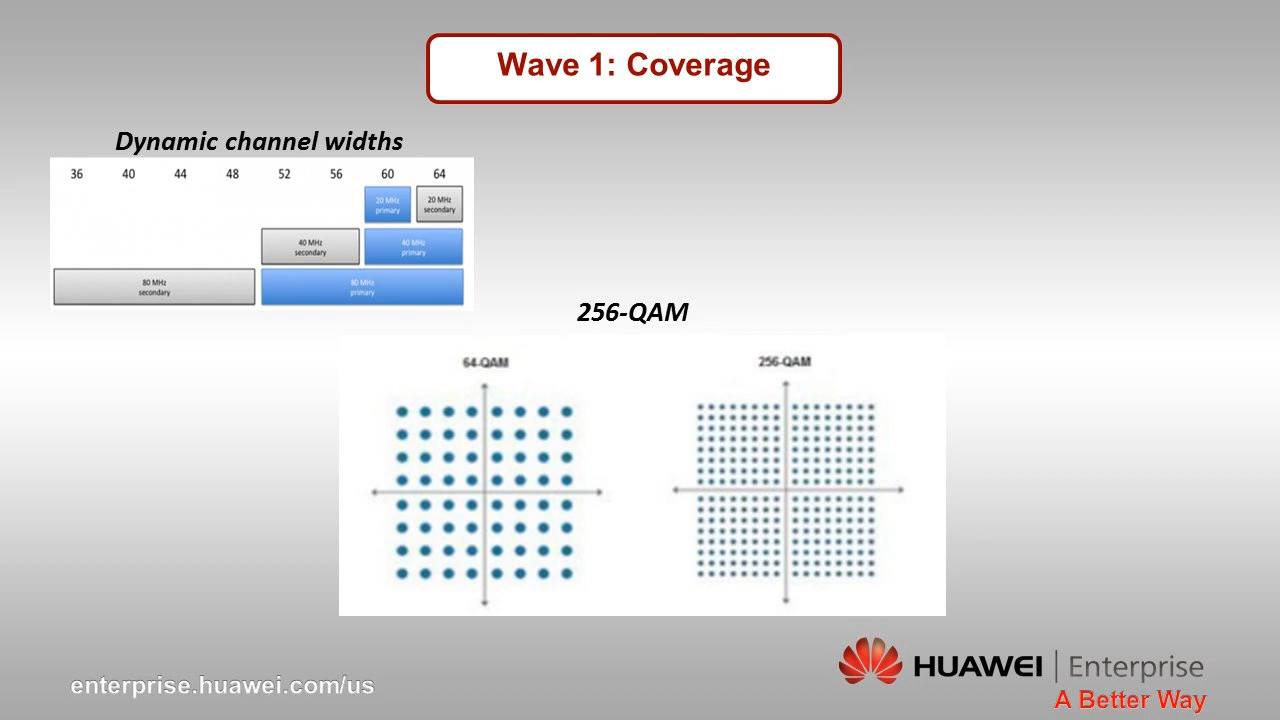 Wave 1: Coverage
Dynamic channel widths
36 40 44 48 52 56 60 64
20 MHz
primary
20 MHz
secondary
40 MHz
secondary
40 MHz
primary
80 MHz
secondary
80 MHz
primary
256-QAM
64-QAM
256-QAM
HUAWEI Enterprise
A Better Way
enterprise.huawei.com/us